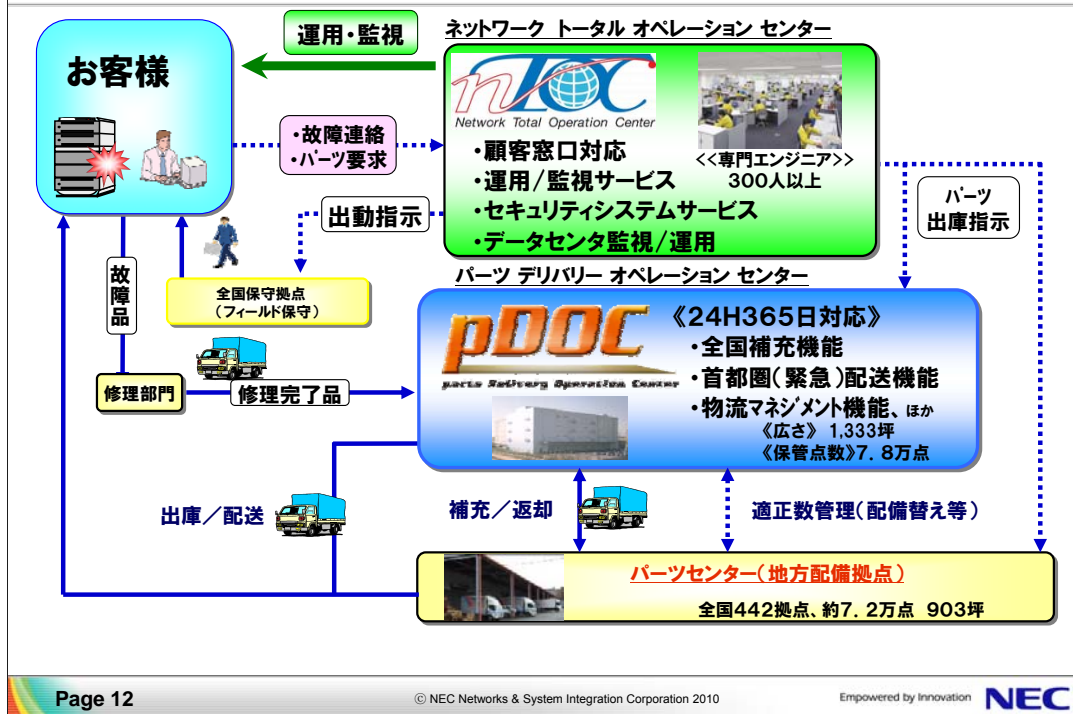 運用・監視
ネットワーク トータル オペレーション センター
お客様
nTOC
Network Total Operation Center
・故障連絡
・パーツ要求
・顧客窓口対応
・運用/監視サービス
・セキュリティシステムサービス
・データセンタ監視/運用
<<専門エンジニア>>
300人以上
パーツ
出庫指示
出動指示
故障品
全国保守拠点
(フィールド保守)
パーツ デリバリー オペレーション センター
pDOC
parts Delivery Operation Center
《24H365日対応》
・全国補充機能
・首都圏(緊急)配送機能
・物流マネジメント機能、ほか
《広さ》 1,333坪
《保管点数》7.8万点
修理部門
修理完了品
出庫/配送
補充/返却
適正数管理(配備替え等)
パーツセンター(地方配備拠点)
全国442拠点、約7.2万点 903坪
Page 12
© NEC Networks & System Integration Corporation 2010
Empowered by Innovation
NEC